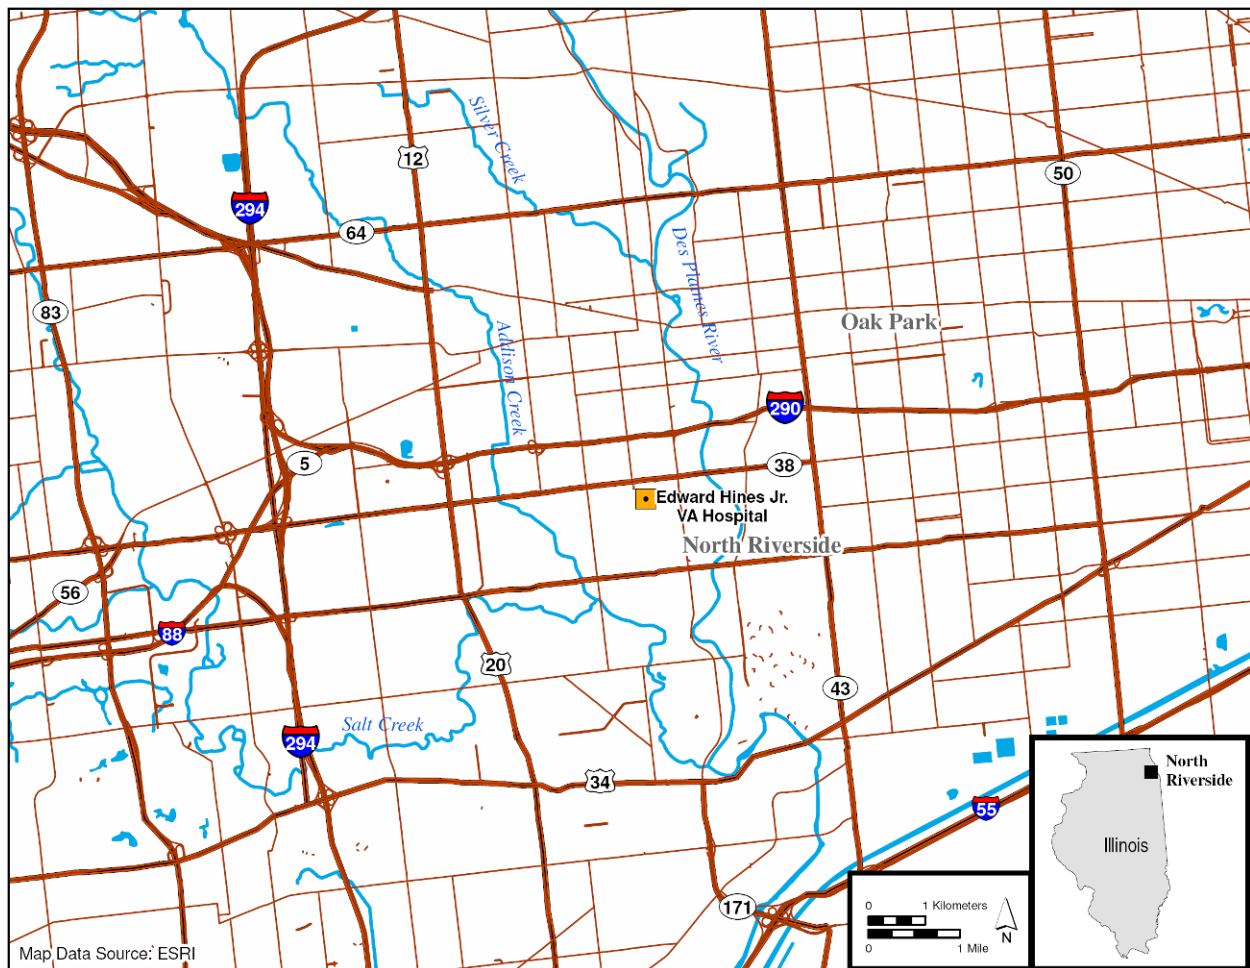 Silver Creek
12
50
294
64
Des Plaines River
83
Oak Park
Addison Creek
290
5
38
Edward Hines Jr.
VA Hospital
North Riverside
56
88
20
43
Salt Creek
294
34
55
171
North
Riverside
Illinois
0 1 Kilometers
0 1 Mile
N
Map Data Source: ESRI